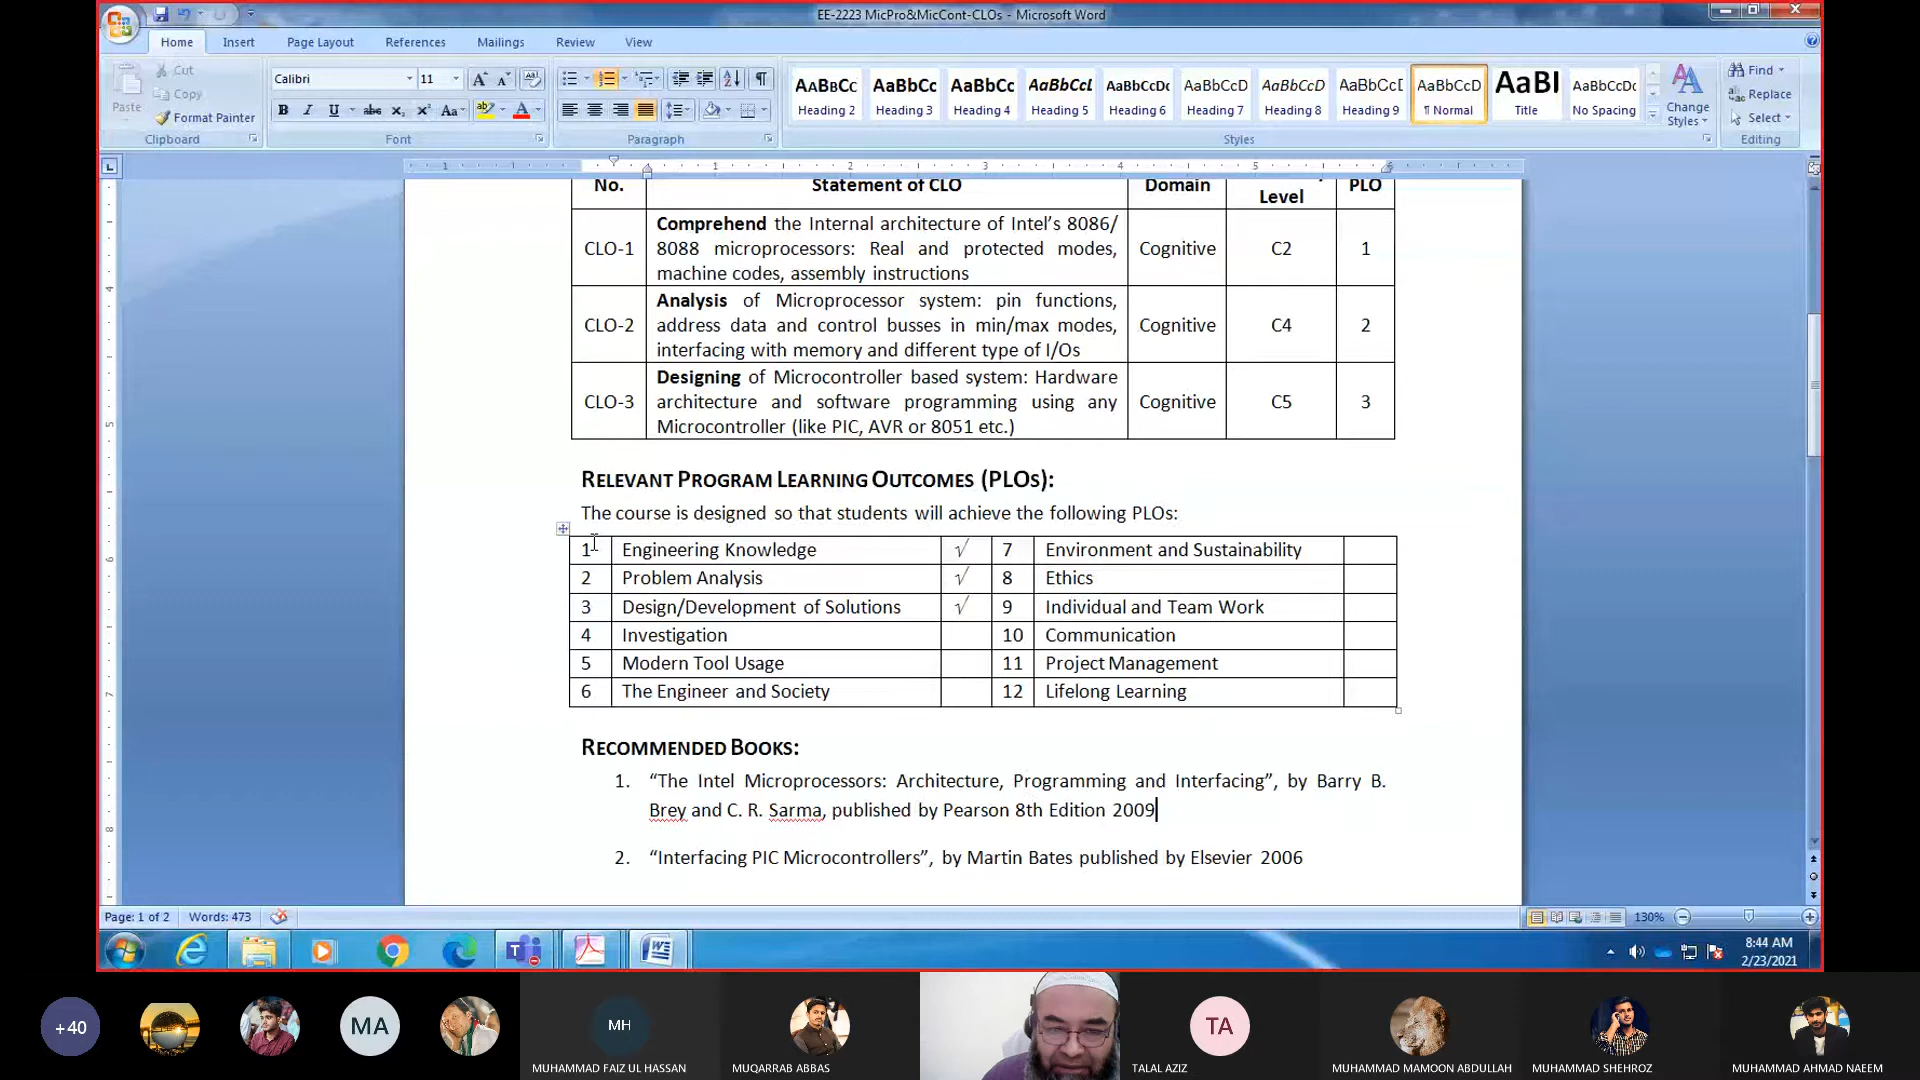 EE-2223 MicPro&MicCont-CLOs - Microsoft Word
Home Insert Page Layout References Mailings Review View
Paste
Cut
Copy
Format Painter
Clipboard
Calibri 11
B I U abc x₂ x² Aa A
Font
Paragraph
AaBbCc AaBbCc AaBbCc AaBbCcL AaBbCcDc AaBbCcD AaBbCcD AaBbCcI AaBbCcD AaBI AaBbCcDc
Heading 2 Heading 3 Heading 4 Heading 5 Heading 6 Heading 7 Heading 8 Heading 9 ¶ Normal Title No Spacing
Styles
Change
Styles
Find
Replace
Select
Editing
1 1 2 3 4 5 6
No. Statement of CLO Domain Level PLO
CLO-1
Comprehend the Internal architecture of Intel’s 8086/
8088 microprocessors: Real and protected modes,
machine codes, assembly instructions
Cognitive C2 1
CLO-2
Analysis of Microprocessor system: pin functions,
address data and control busses in min/max modes,
interfacing with memory and different type of I/Os
Cognitive C4 2
CLO-3
Designing of Microcontroller based system: Hardware
architecture and software programming using any
Microcontroller (like PIC, AVR or 8051 etc.)
Cognitive C5 3
RELEVANT PROGRAM LEARNING OUTCOMES (PLOS):
The course is designed so that students will achieve the following PLOs:
1 Engineering Knowledge √ 7 Environment and Sustainability
2 Problem Analysis √ 8 Ethics
3 Design/Development of Solutions √ 9 Individual and Team Work
4 Investigation 10 Communication
5 Modern Tool Usage 11 Project Management
6 The Engineer and Society 12 Lifelong Learning
RECOMMENDED BOOKS:
1. “The Intel Microprocessors: Architecture, Programming and Interfacing”, by Barry B.
Brey and C. R. Sarma, published by Pearson 8th Edition 2009
2. “Interfacing PIC Microcontrollers”, by Martin Bates published by Elsevier 2006
Page: 1 of 2 Words: 473 130%
8:44 AM
2/23/2021
+40 MA MH TA
MUHAMMAD FAIZ UL HASSAN MUQARRAB ABBAS TALAL AZIZ MUHAMMAD MAMOON ABDULLAH MUHAMMAD SHEHROZ MUHAMMAD AHMAD NAEEM